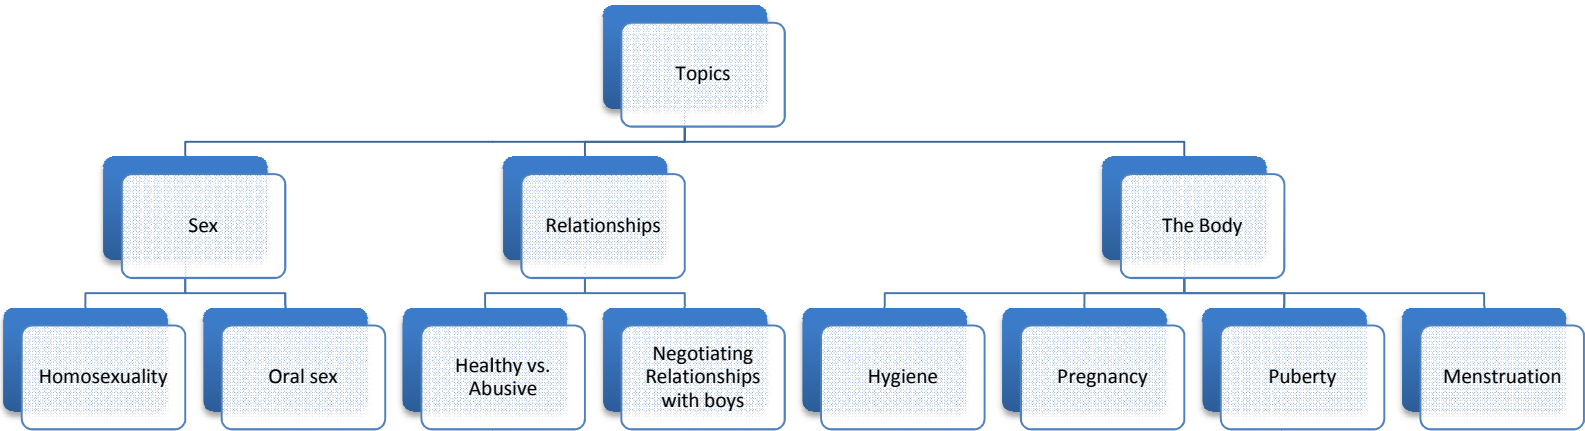 Topics
Sex
Relationships
The Body
Homosexuality
Oral sex
Healthy vs.
Abusive
Negotiating
Relationships
with boys
Hygiene
Pregnancy
Puberty
Menstruation